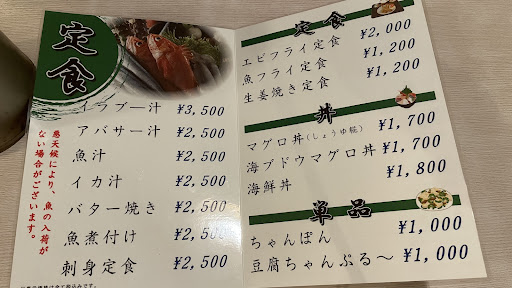 定食
イラブー汁 ¥3,500
アバサー汁 ¥2,500
魚汁 ¥2,500
イカ汁 ¥2,500
バター焼き ¥2,500
魚煮付け ¥2,500
刺身定食 ¥2,500
悪天候により、魚の入荷が
ない場合がございます。
定食
エビフライ定食 ¥2,000
魚フライ定食 ¥1,200
生姜焼き定食 ¥1,200
丼
マグロ丼(しょうゆ糀) ¥1,700
海ブドウマグロ丼 ¥1,700
海鮮丼 ¥1,800
単品
ちゃんぽん ¥1,000
豆腐ちゃんぷる〜 ¥1,000